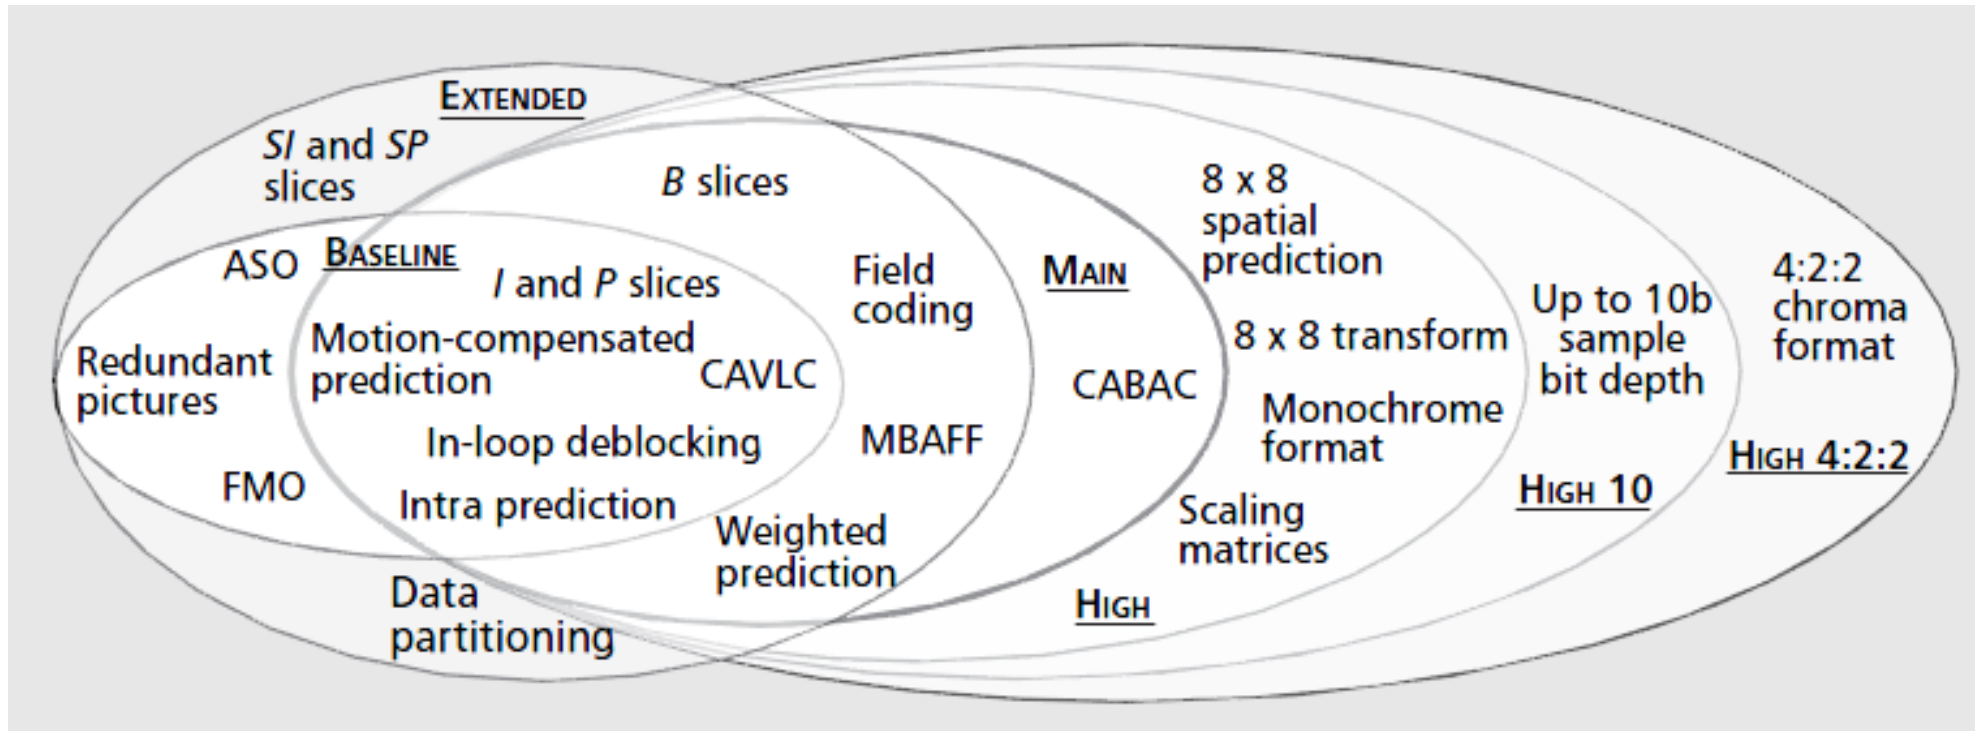 EXTENDED
SI and SP
slices
B slices
ASO
BASELINE
I and P slices
Motion-compensated
prediction
CAVLC
Redundant
pictures
In-loop deblocking
FMO
Intra prediction
Data
partitioning
Field
coding
MBAFF
Weighted
prediction
MAIN
CABAC
8 x 8
spatial
prediction
8 x 8 transform
Monochrome
format
Scaling
matrices
HIGH
Up to 10b
sample
bit depth
HIGH 10
4:2:2
chroma
format
HIGH 4:2:2